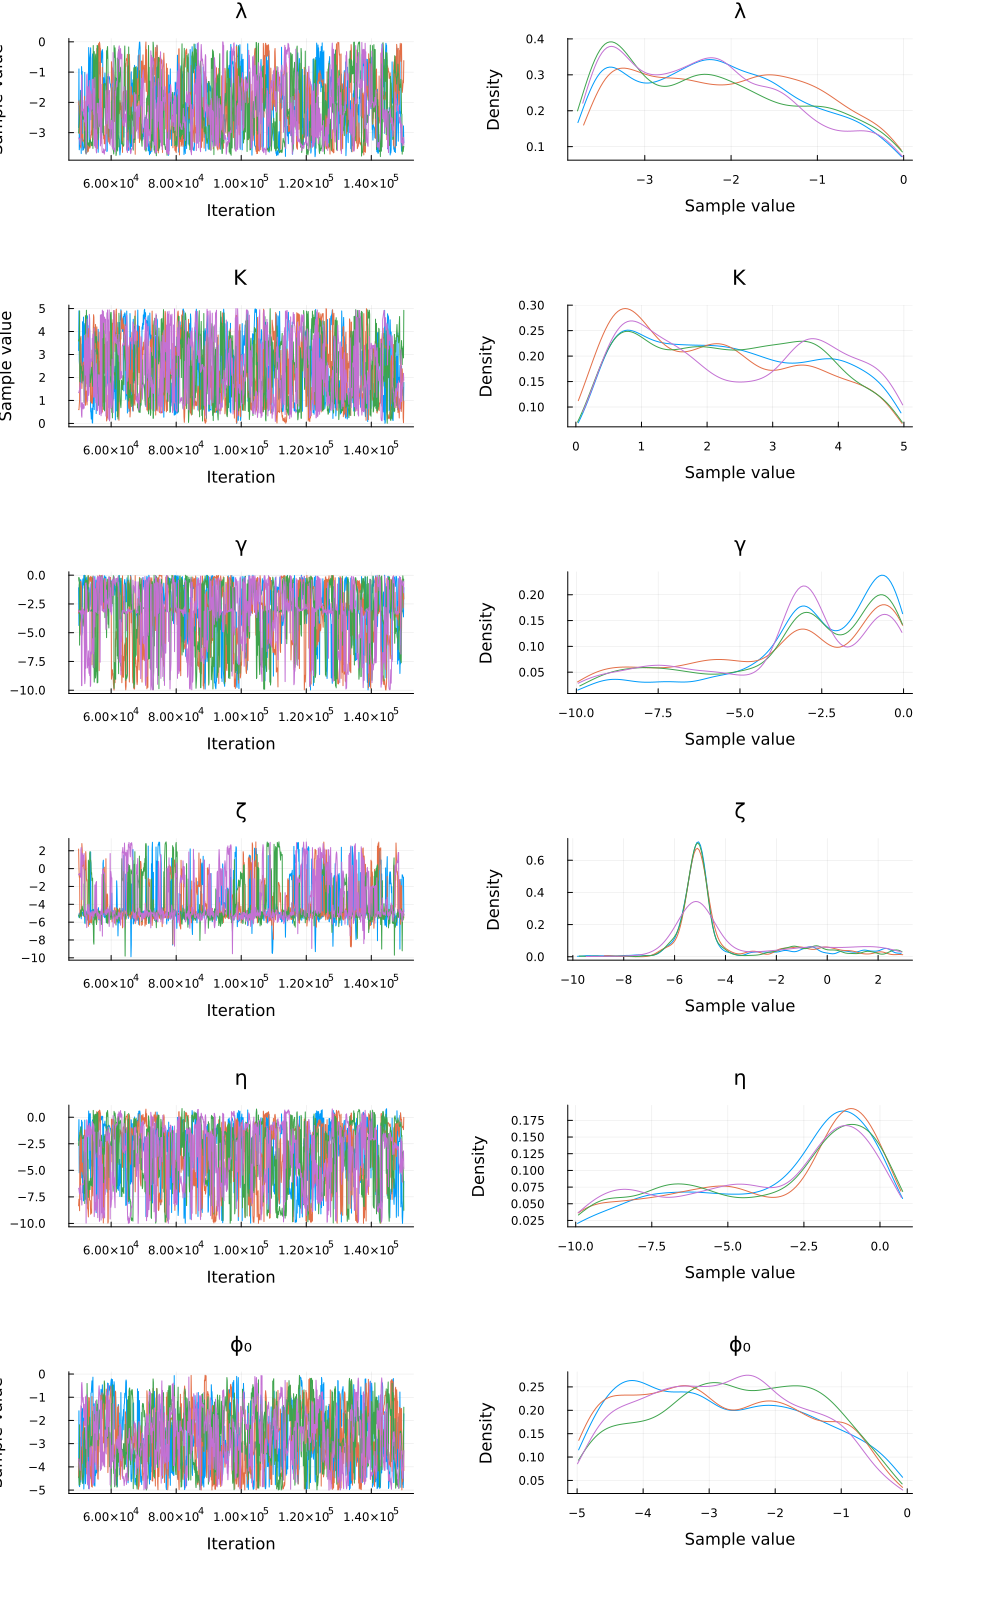 λ
λ
0
−1
−2
−3
6.00×10⁴ 8.00×10⁴ 1.00×10⁵ 1.20×10⁵ 1.40×10⁵
Iteration
Density
0.4
0.3
0.2
0.1
−3 −2 −1 0
Sample value
K
K
Sample value
5
4
3
2
1
0
6.00×10⁴ 8.00×10⁴ 1.00×10⁵ 1.20×10⁵ 1.40×10⁵
Iteration
Density
0.30
0.25
0.20
0.15
0.10
0 1 2 3 4 5
Sample value
γ
γ
0.0
−2.5
−5.0
−7.5
−10.0
6.00×10⁴ 8.00×10⁴ 1.00×10⁵ 1.20×10⁵ 1.40×10⁵
Iteration
Density
0.20
0.15
0.10
0.05
−10.0 −7.5 −5.0 −2.5 0.0
Sample value
ζ
ζ
2
0
−2
−4
−6
−8
−10
6.00×10⁴ 8.00×10⁴ 1.00×10⁵ 1.20×10⁵ 1.40×10⁵
Iteration
Density
0.6
0.4
0.2
0.0
−10 −8 −6 −4 −2 0 2
Sample value
η
η
0.0
−2.5
−5.0
−7.5
−10.0
6.00×10⁴ 8.00×10⁴ 1.00×10⁵ 1.20×10⁵ 1.40×10⁵
Iteration
Density
0.175
0.150
0.125
0.100
0.075
0.050
0.025
−10.0 −7.5 −5.0 −2.5 0.0
Sample value
ϕ₀
ϕ₀
0
−1
−2
−3
−4
−5
6.00×10⁴ 8.00×10⁴ 1.00×10⁵ 1.20×10⁵ 1.40×10⁵
Iteration
Density
0.25
0.20
0.15
0.10
0.05
−5 −4 −3 −2 −1 0
Sample value